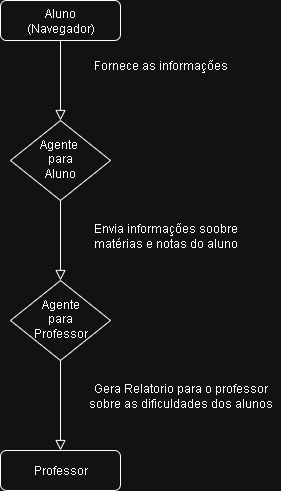 Aluno
(Navegador)
Fornece as informações
Agente
para
Aluno
Envia informações soobre
matérias e notas do aluno
Agente
para
Professor
Gera Relatorio para o professor
sobre as dificuldades dos alunos
Professor